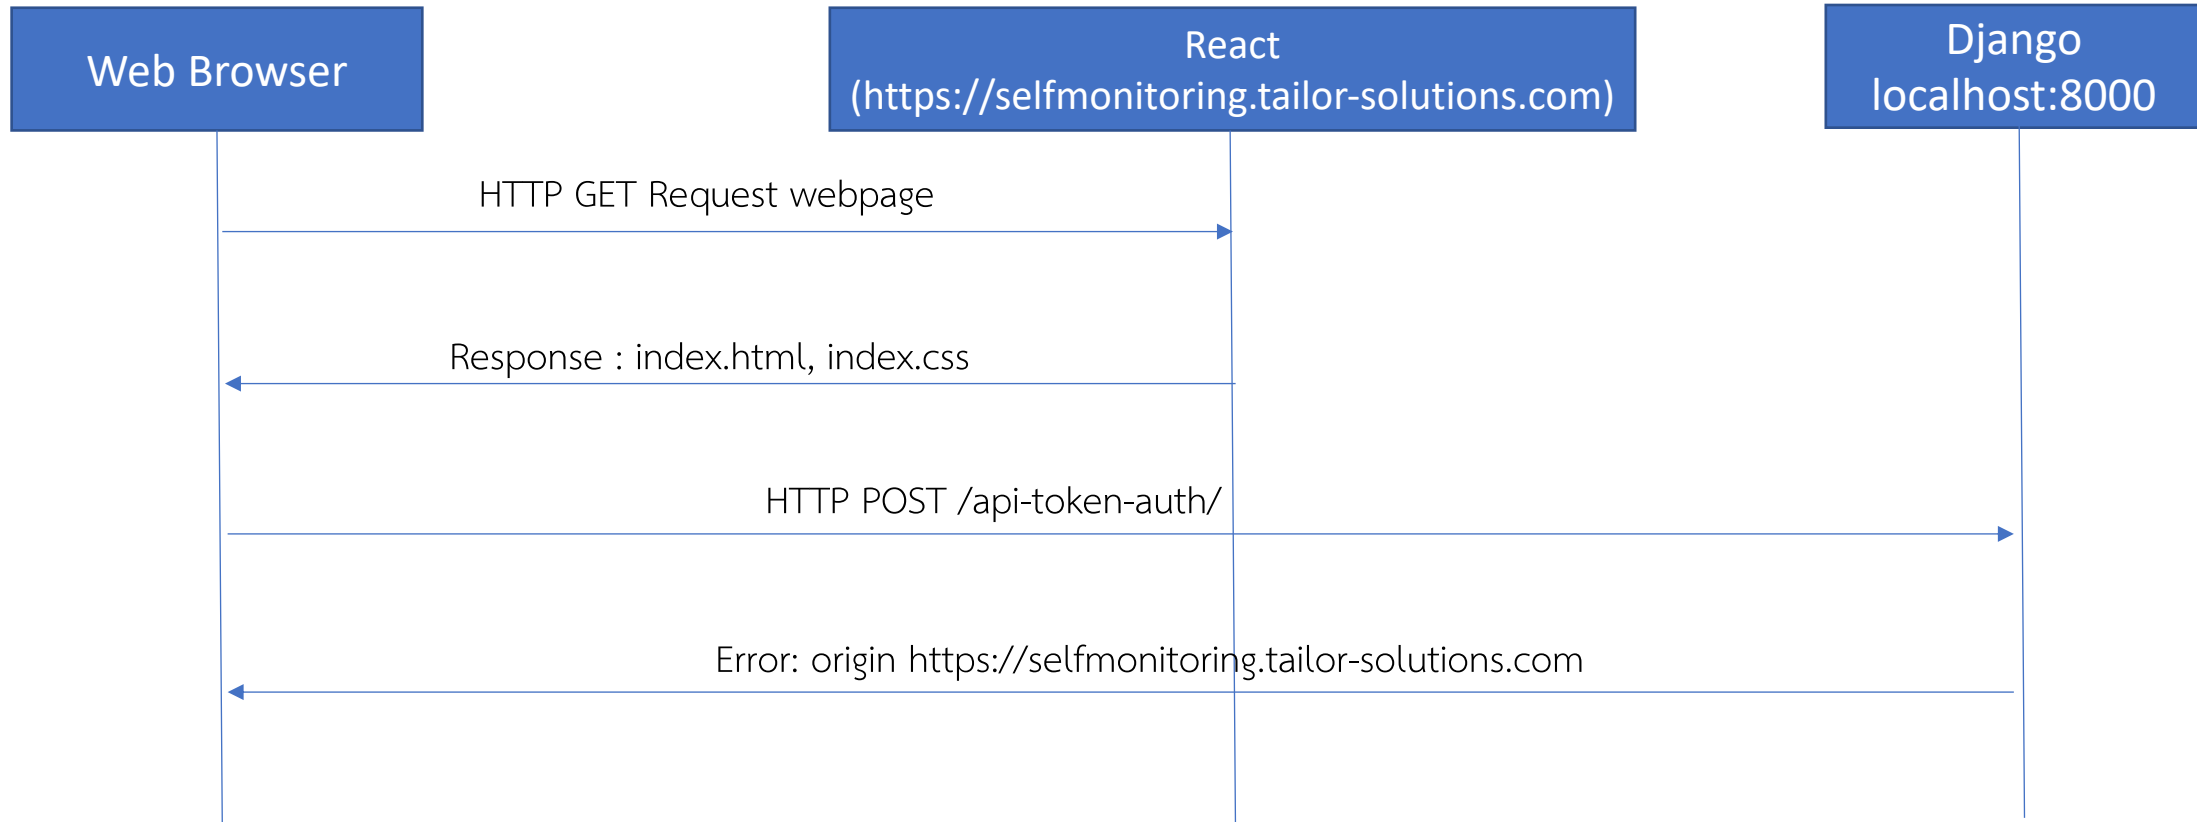 Web Browser
React
(https://selfmonitoring.tailor-solutions.com)
Django
localhost:8000
HTTP GET Request webpage
Response : index.html, index.css
HTTP POST /api-token-auth/
Error: origin https://selfmonitoring.tailor-solutions.com